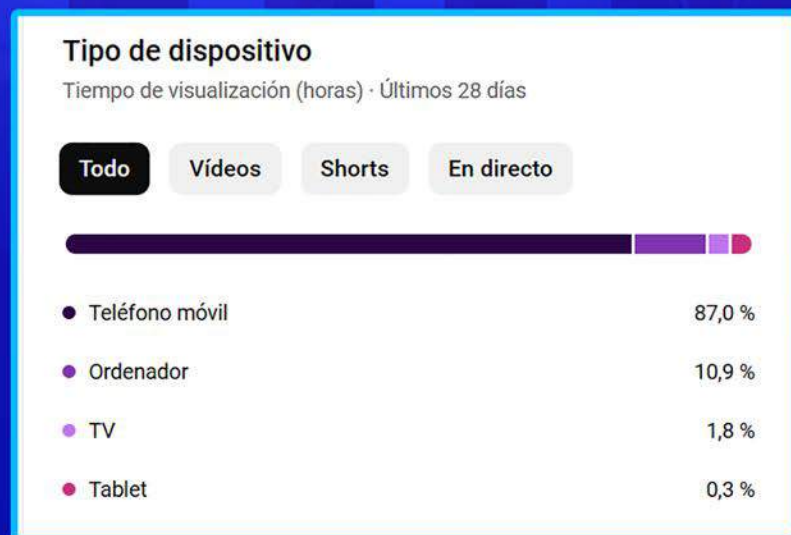 Tipo de dispositivo
Tiempo de visualización (horas) · Últimos 28 días
Todo Vídeos Shorts En directo
Teléfono móvil 87,0 %
Ordenador 10,9 %
TV 1,8 %
Tablet 0,3 %